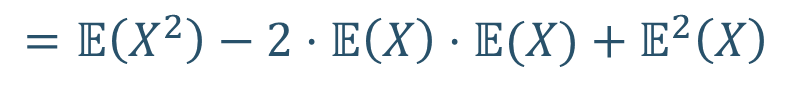 = 𝔼(X²) − 2 · 𝔼(X) · 𝔼(X) + 𝔼²(X)